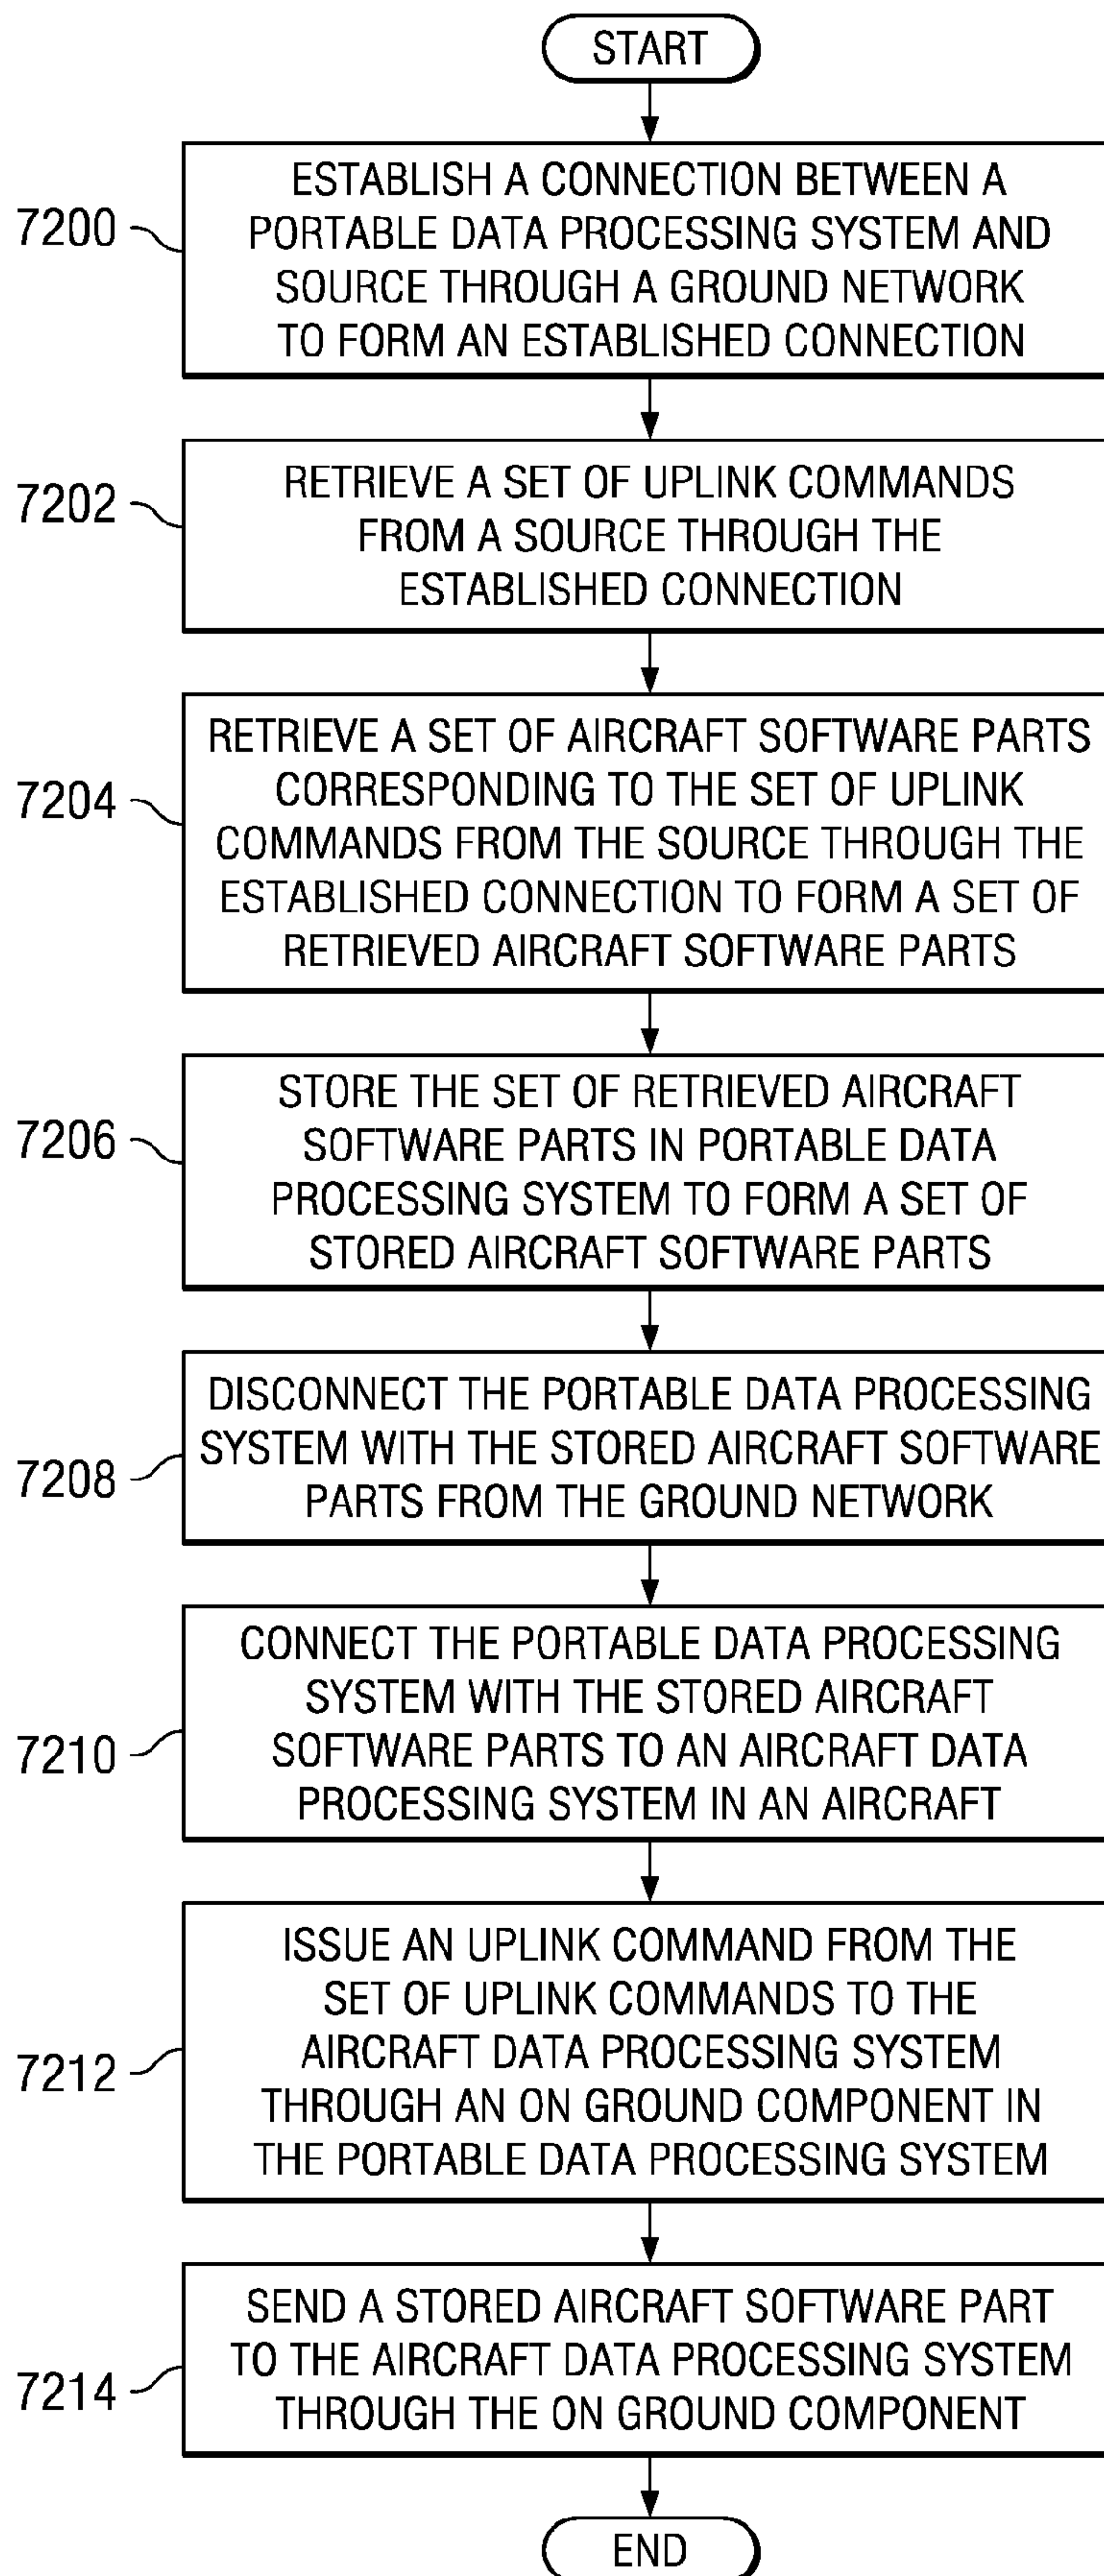 START
7200
ESTABLISH A CONNECTION BETWEEN A
PORTABLE DATA PROCESSING SYSTEM AND
SOURCE THROUGH A GROUND NETWORK
TO FORM AN ESTABLISHED CONNECTION
7202
RETRIEVE A SET OF UPLINK COMMANDS
FROM A SOURCE THROUGH THE
ESTABLISHED CONNECTION
7204
RETRIEVE A SET OF AIRCRAFT SOFTWARE PARTS
CORRESPONDING TO THE SET OF UPLINK
COMMANDS FROM THE SOURCE THROUGH THE
ESTABLISHED CONNECTION TO FORM A SET OF
RETRIEVED AIRCRAFT SOFTWARE PARTS
7206
STORE THE SET OF RETRIEVED AIRCRAFT
SOFTWARE PARTS IN PORTABLE DATA
PROCESSING SYSTEM TO FORM A SET OF
STORED AIRCRAFT SOFTWARE PARTS
7208
DISCONNECT THE PORTABLE DATA PROCESSING
SYSTEM WITH THE STORED AIRCRAFT SOFTWARE
PARTS FROM THE GROUND NETWORK
7210
CONNECT THE PORTABLE DATA PROCESSING
SYSTEM WITH THE STORED AIRCRAFT
SOFTWARE PARTS TO AN AIRCRAFT DATA
PROCESSING SYSTEM IN AN AIRCRAFT
7212
ISSUE AN UPLINK COMMAND FROM THE
SET OF UPLINK COMMANDS TO THE
AIRCRAFT DATA PROCESSING SYSTEM
THROUGH AN ON GROUND COMPONENT IN
THE PORTABLE DATA PROCESSING SYSTEM
7214
SEND A STORED AIRCRAFT SOFTWARE PART
TO THE AIRCRAFT DATA PROCESSING SYSTEM
THROUGH THE ON GROUND COMPONENT
END